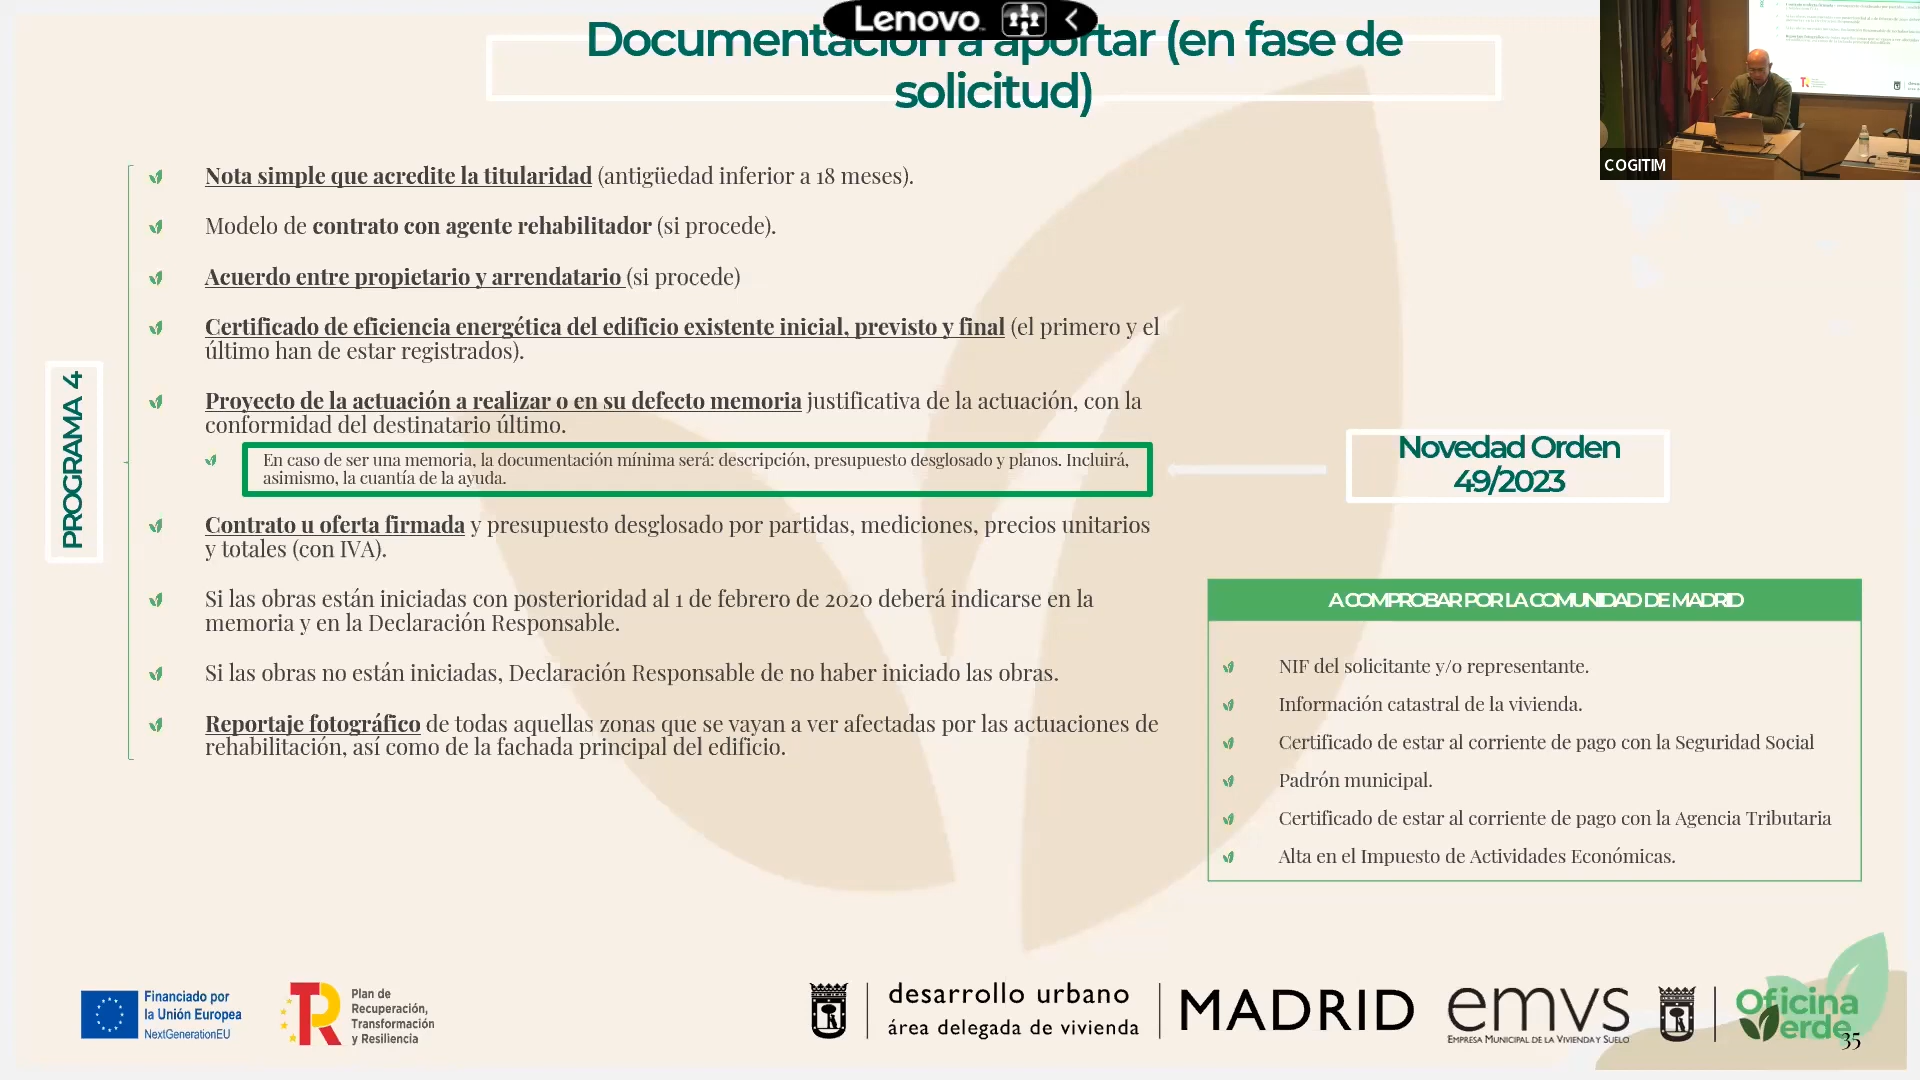 Lenovo
Documentación a aportar (en fase de
solicitud)
COGITIM
PROGRAMA 4
Nota simple que acredite la titularidad (antigüedad inferior a 18 meses).
Modelo de contrato con agente rehabilitador (si procede).
Acuerdo entre propietario y arrendatario (si procede)
Certificado de eficiencia energética del edificio existente inicial, previsto y final (el primero y el
último han de estar registrados).
Proyecto de la actuación a realizar o en su defecto memoria justificativa de la actuación, con la
conformidad del destinatario último.
En caso de ser una memoria, la documentación mínima será: descripción, presupuesto desglosado y planos. Incluirá,
asimismo, la cuantía de la ayuda.
Contrato u oferta firmada y presupuesto desglosado por partidas, mediciones, precios unitarios
y totales (con IVA).
Si las obras están iniciadas con posterioridad al 1 de febrero de 2020 deberá indicarse en la
memoria y en la Declaración Responsable.
Si las obras no están iniciadas, Declaración Responsable de no haber iniciado las obras.
Reportaje fotográfico de todas aquellas zonas que se vayan a ver afectadas por las actuaciones de
rehabilitación, así como de la fachada principal del edificio.
Novedad Orden
49/2023
A COMPROBAR POR LA COMUNIDAD DE MADRID
NIF del solicitante y/o representante.
Información catastral de la vivienda.
Certificado de estar al corriente de pago con la Seguridad Social
Padrón municipal.
Certificado de estar al corriente de pago con la Agencia Tributaria
Alta en el Impuesto de Actividades Económicas.
Financiado por
la Unión Europea
NextGenerationEU
TR
Plan de
Recuperación,
Transformación
y Resiliencia
desarrollo urbano
área delegada de vivienda
MADRID
emvs
EMPRESA MUNICIPAL DE LA VIVIENDA Y SUELO
Oficina
Verde
35